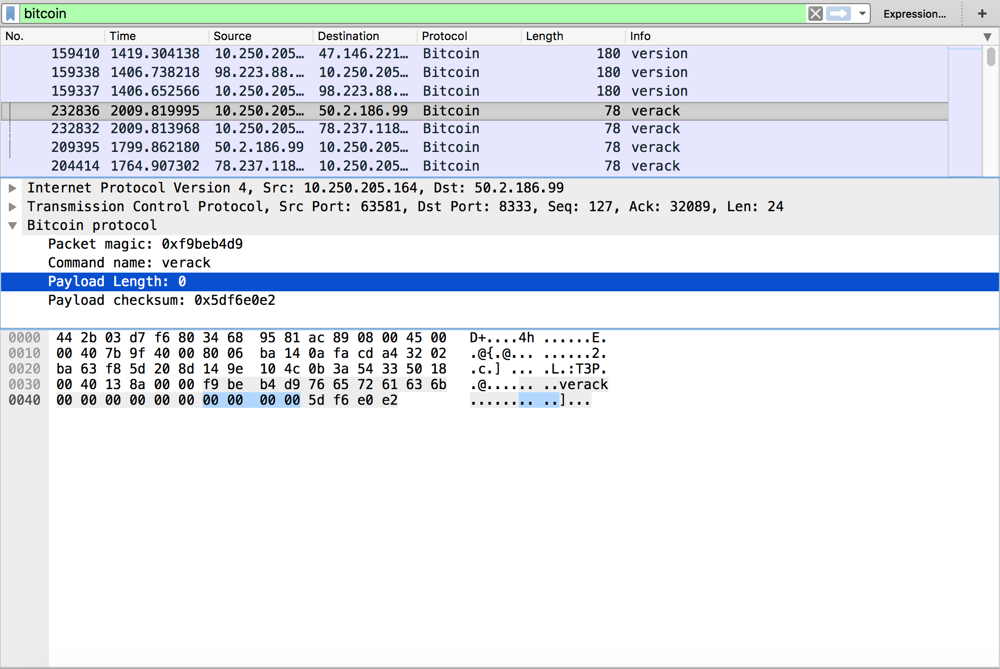 bitcoin Expression... +
No. Time Source Destination Protocol Length Info
159410 1419.304138 10.250.205… 47.146.221… Bitcoin 180 version
159338 1406.738218 98.223.88.… 10.250.205… Bitcoin 180 version
159337 1406.652566 10.250.205… 98.223.88.… Bitcoin 180 version
232836 2009.819995 10.250.205… 50.2.186.99 Bitcoin 78 verack
232832 2009.813968 10.250.205… 78.237.118… Bitcoin 78 verack
209395 1799.862180 50.2.186.99 10.250.205… Bitcoin 78 verack
204414 1764.907302 78.237.118… 10.250.205… Bitcoin 78 verack
Internet Protocol Version 4, Src: 10.250.205.164, Dst: 50.2.186.99
Transmission Control Protocol, Src Port: 63581, Dst Port: 8333, Seq: 127, Ack: 32089, Len: 24
Bitcoin protocol
Packet magic: 0xf9beb4d9
Command name: verack
Payload Length: 0
Payload checksum: 0x5df6e0e2
0000 44 2b 03 d7 f6 80 34 68 95 81 ac 89 08 00 45 00 D+....4h ......E.
0010 00 40 7b 9f 40 00 80 06 ba 14 0a fa cd a4 32 02 .@{.@... ......2.
0020 ba 63 f8 5d 20 8d 14 9e 10 4c 0b 3a 54 33 50 18 .c.] ... .L.:T3P.
0030 00 40 13 8a 00 00 f9 be b4 d9 76 65 72 61 63 6b .@...... ..verack
0040 00 00 00 00 00 00 00 00 00 00 5d f6 e0 e2 ........ ..]...